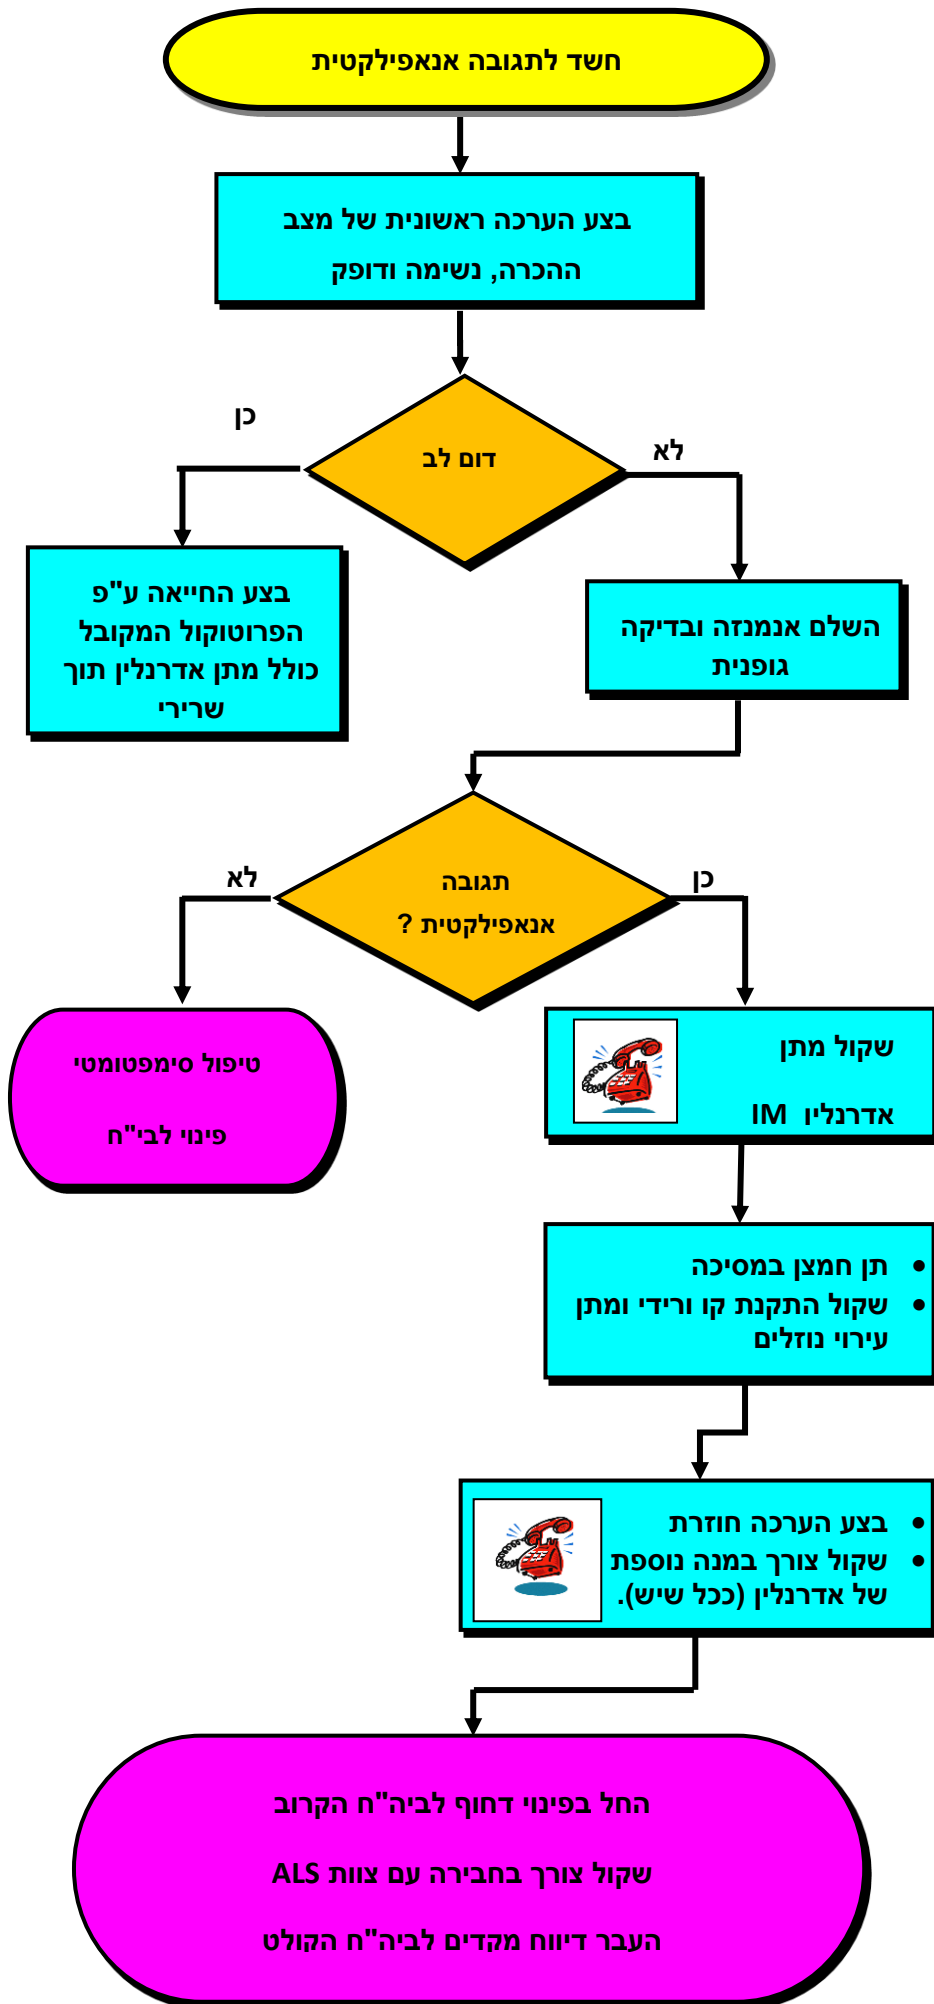 חשד לתגובה אנאפילקטית
בצע הערכה ראשונית של מצב
ההכרה, נשימה ודופק
דום לב
כן
לא
בצע החייאה ע"פ
הפרוטוקול המקובל
כולל מתן אדרנלין תוך
שרירי
השלם אנמנזה ובדיקה
גופנית
תגובה
אנאפילקטית ?
לא
כן
טיפול סימפטומטי
פינוי לבי"ח
שקול מתן
אדרנלין IM
• תן חמצן במסיכה
• שקול התקנת קו ורידי ומתן
עירוי נוזלים
• בצע הערכה חוזרת
• שקול צורך במנה נוספת
של אדרנלין (ככל שיש).
החל בפינוי דחוף לביה"ח הקרוב
שקול צורך בחבירה עם צוות ALS
העבר דיווח מקדים לביה"ח הקולט